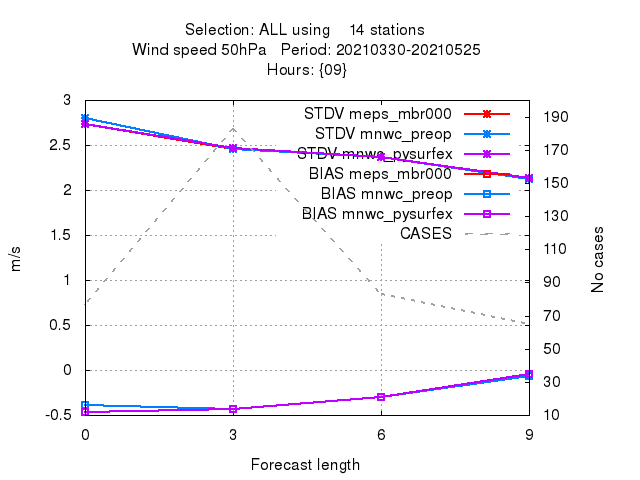 Selection: ALL using 14 stations
Wind speed 50hPa Period: 20210330-20210525
Hours: {09}
STDV meps_mbr000
STDV mnwc_preop
STDV mnwc_pysurfex
BIAS meps_mbr000
BIAS mnwc_preop
BIAS mnwc_pysurfex
CASES
3
2.5
2
1.5
1
0.5
0
-0.5
m/s
190
170
150
130
110
90
70
50
30
10
No cases
0 3 6 9
Forecast length